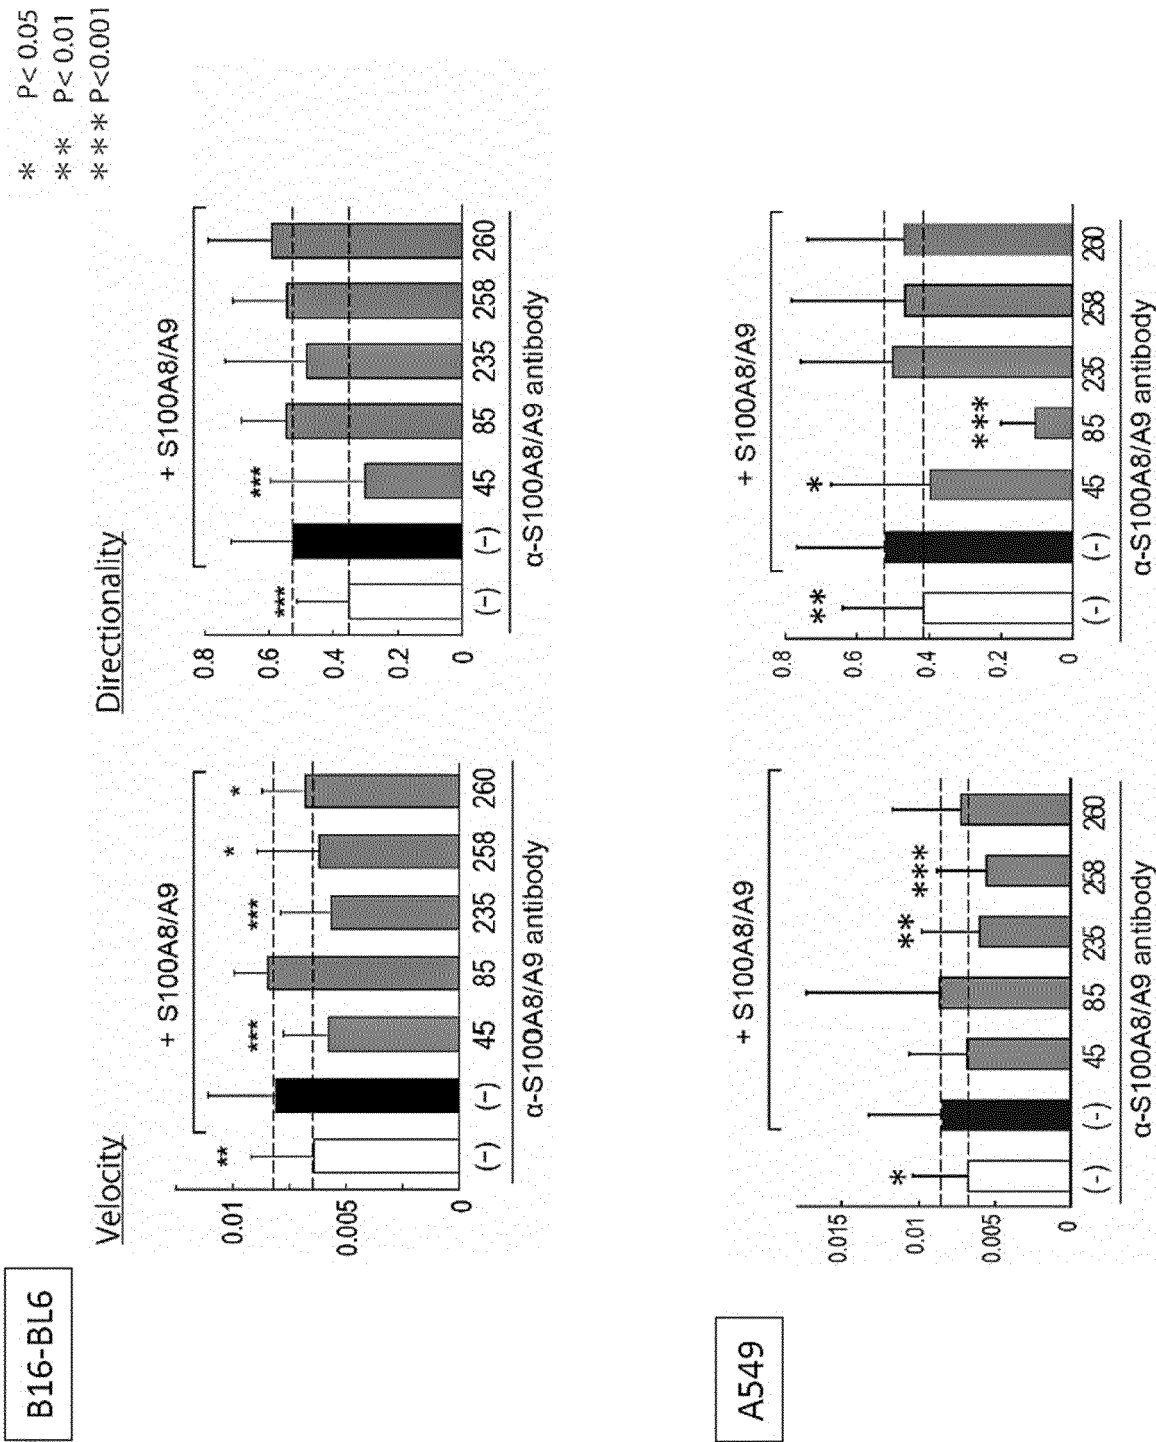 B16-BL6
* P< 0.05
** P< 0.01
*** P<0.001
Velocity
+ S100A8/A9
** *** *** * *
0.01
0.005
0
(-) (-) 45 85 235 258 260
α-S100A8/A9 antibody
Directionality
+ S100A8/A9
*** ***
0.8
0.6
0.4
0.2
0
(-) (-) 45 85 235 258 260
α-S100A8/A9 antibody
A549
+ S100A8/A9
* ** ***
0.015
0.01
0.005
0
(-) (-) 45 85 235 258 260
α-S100A8/A9 antibody
+ S100A8/A9
** * ***
0.8
0.6
0.4
0.2
0
(-) (-) 45 85 235 258 260
α-S100A8/A9 antibody